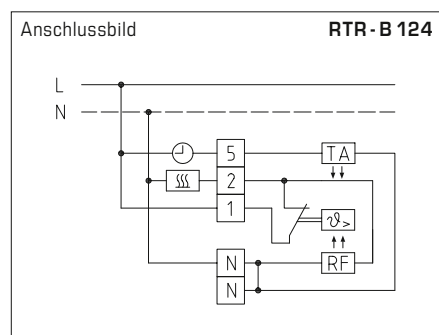 Anschlussbild RTR-B 124
L
N
5 TA
2
1 ϑ>
N RF
N